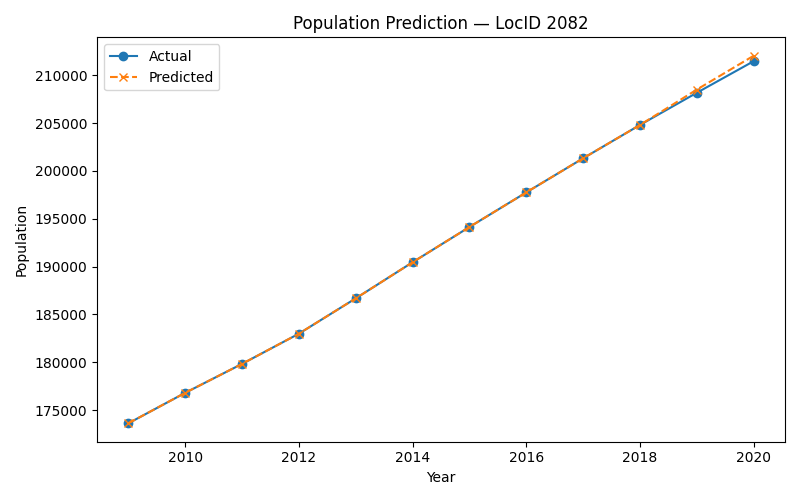 Population Prediction — LocID 2082
Actual
Predicted
210000
205000
200000
195000
190000
185000
180000
175000
Population
2010 2012 2014 2016 2018 2020
Year